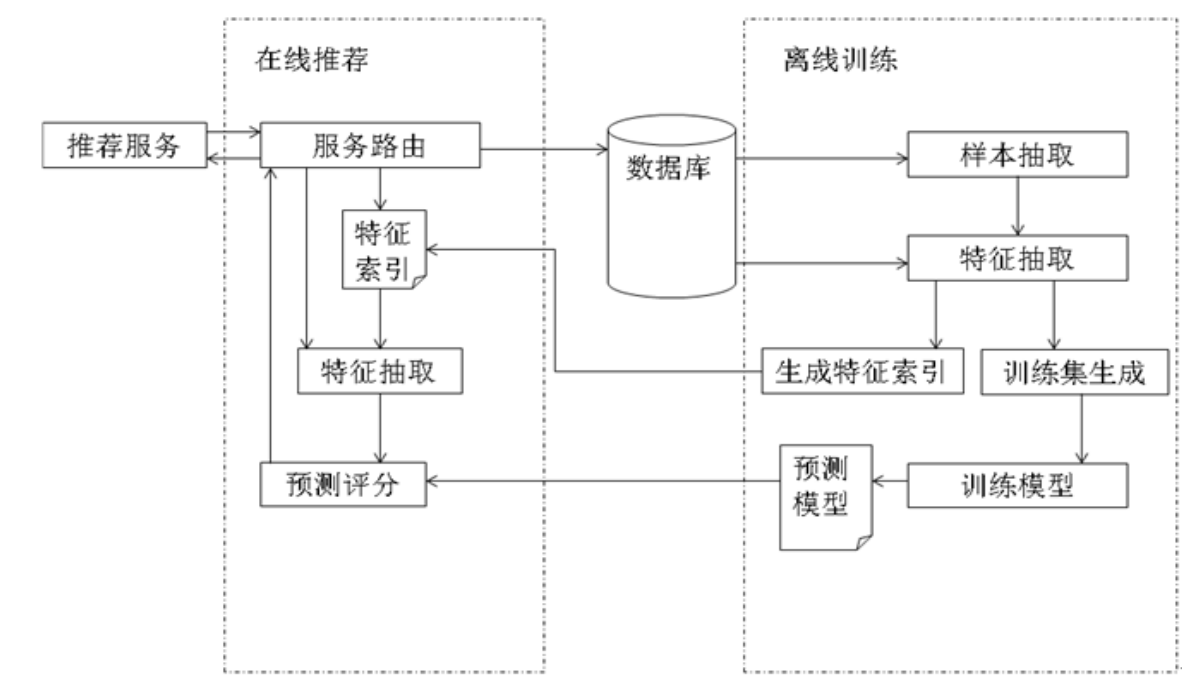 在线推荐
离线训练
推荐服务
服务路由
数据库
样本抽取
特征
索引
特征抽取
特征抽取
生成特征索引
训练集生成
预测评分
预测
模型
训练模型